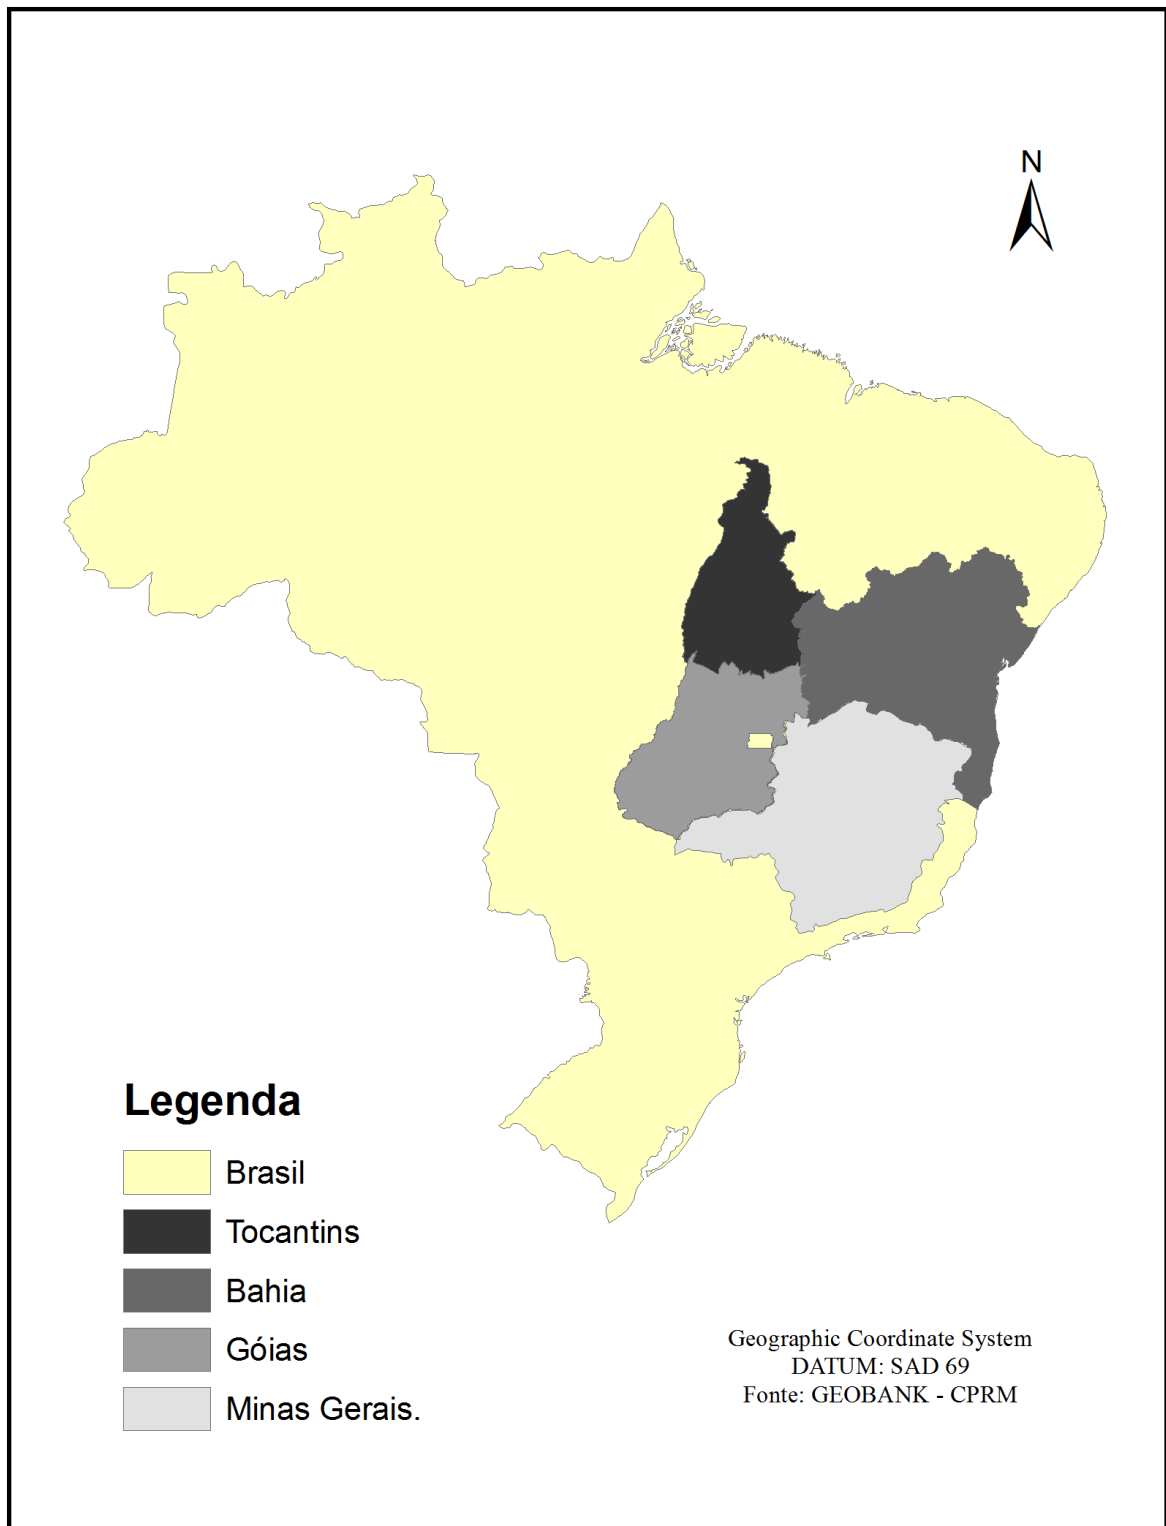 N
Legenda
Brasil
Tocantins
Bahia
Góias
Minas Gerais.
Geographic Coordinate System
DATUM: SAD 69
Fonte: GEOBANK - CPRM